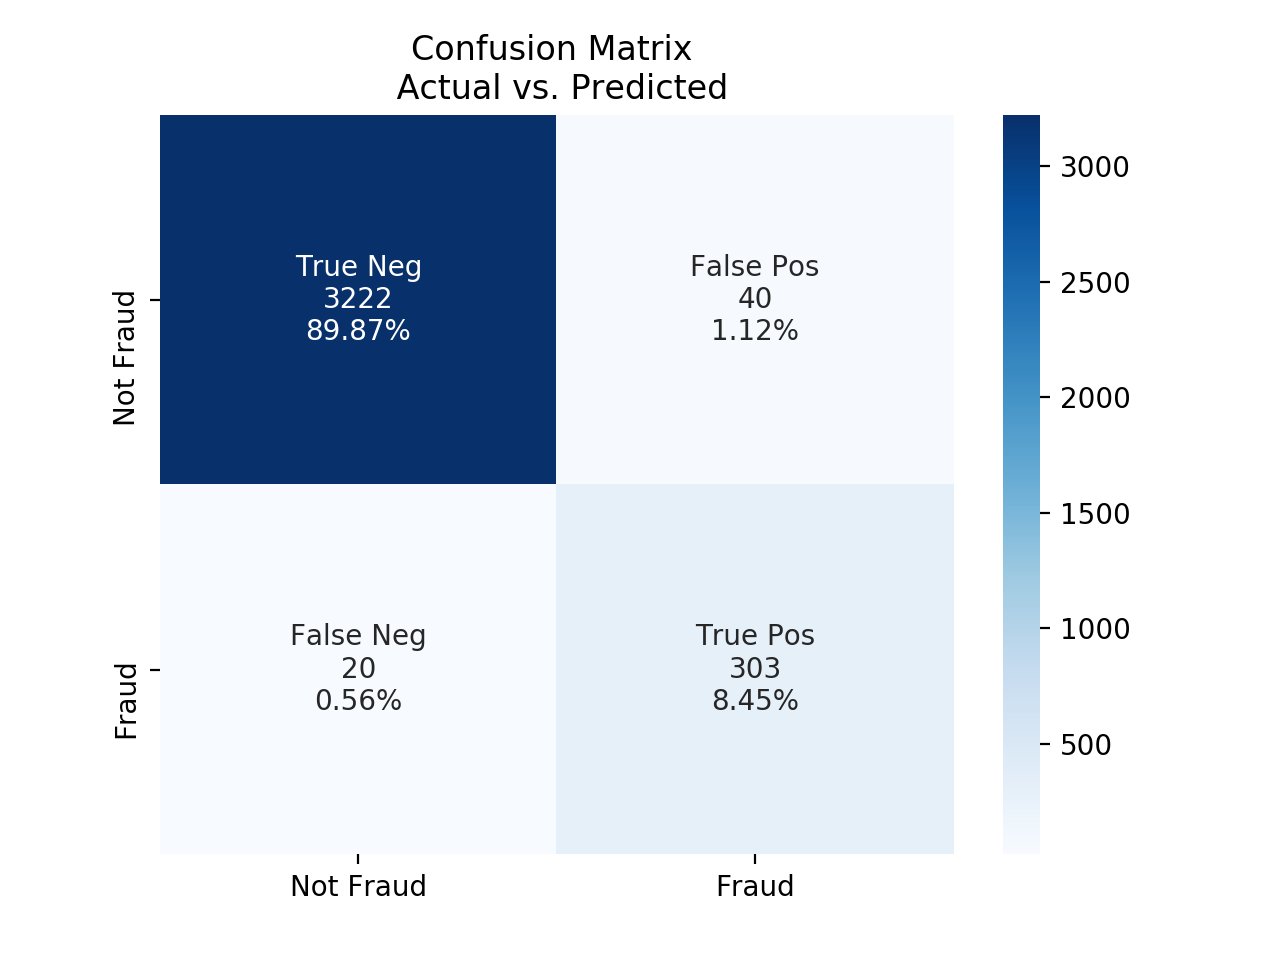 Confusion Matrix
Actual vs. Predicted
True Neg
3222
89.87%
False Pos
40
1.12%
False Neg
20
0.56%
True Pos
303
8.45%
Not Fraud
Fraud
Not Fraud
Fraud
3000
2500
2000
1500
1000
500